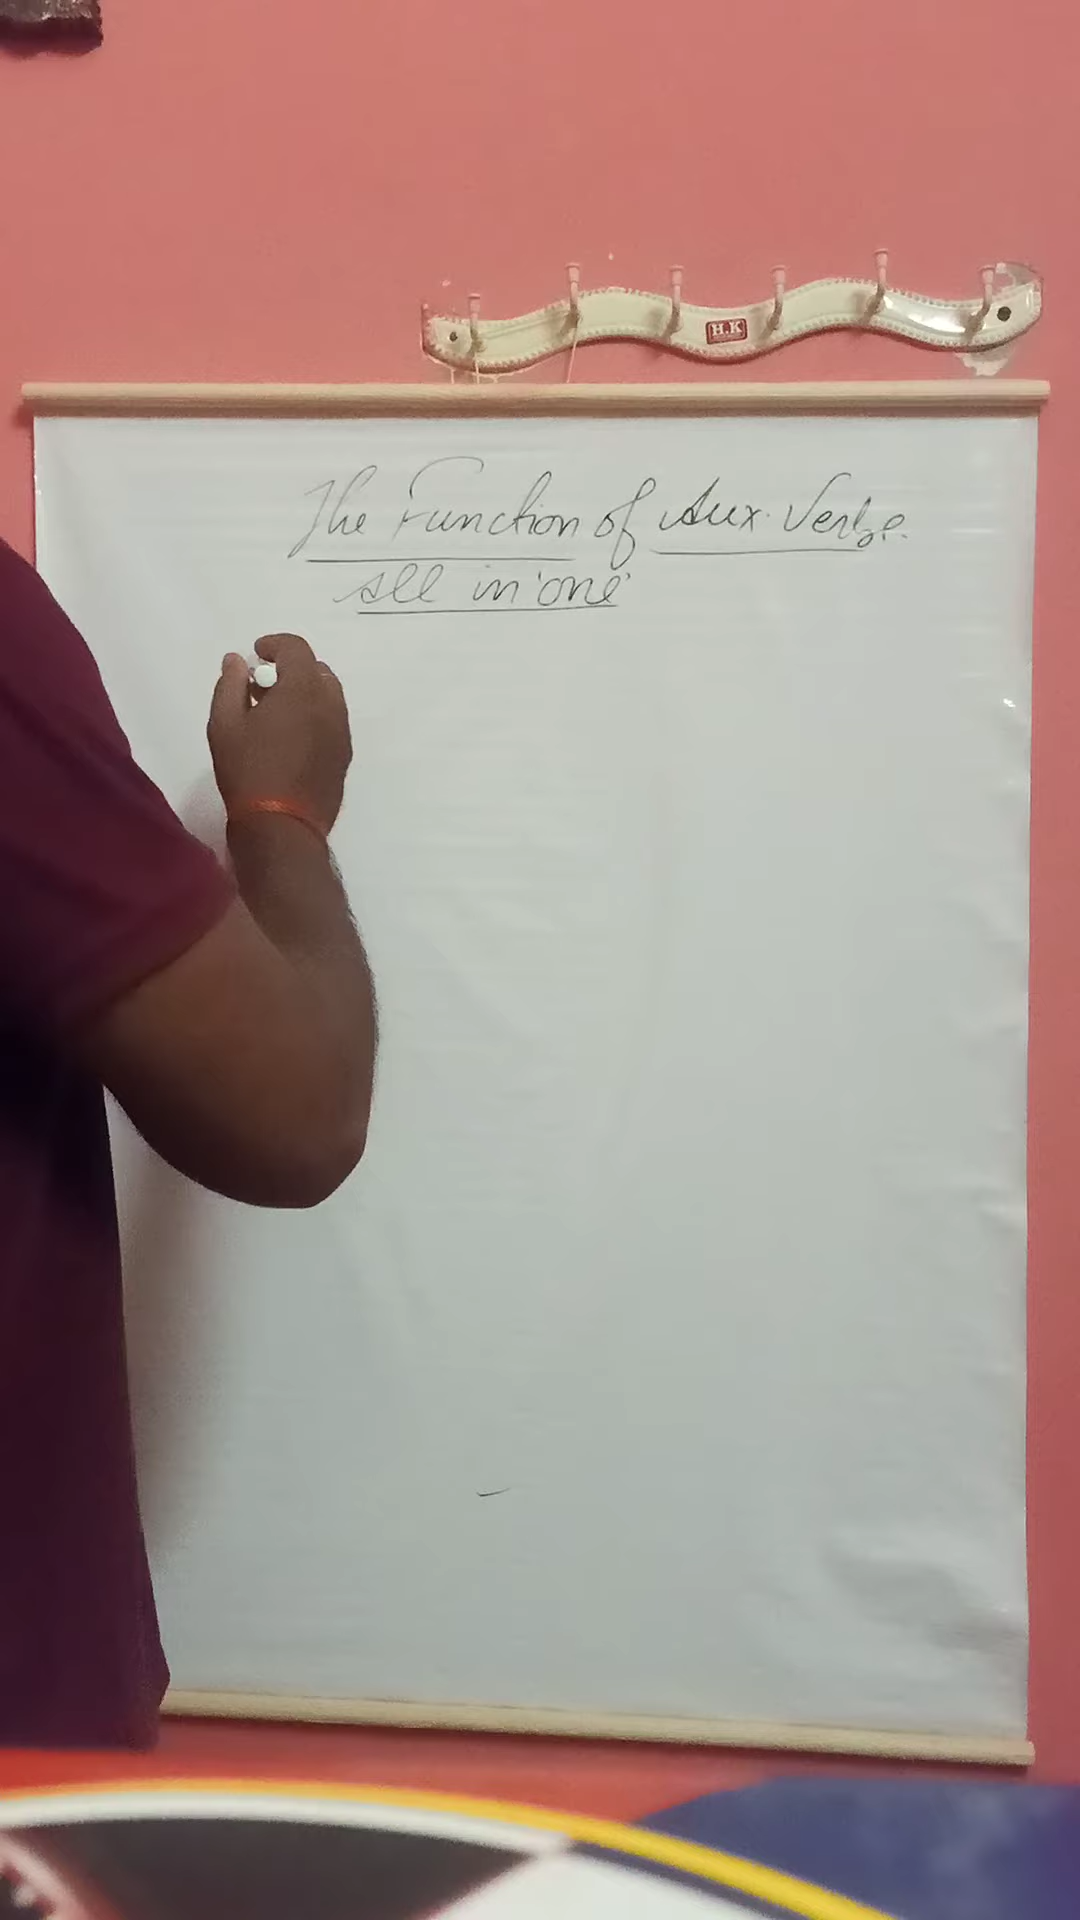 H.K
The Function of Aux. Verbs.
all in 'one'